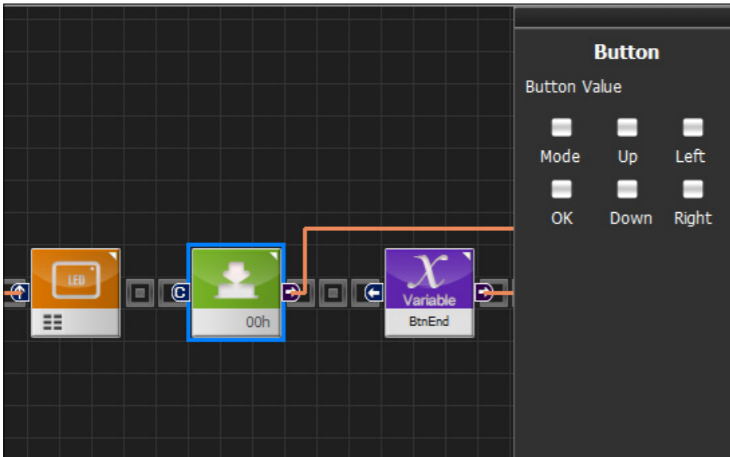 Button
Button Value
Mode Up Left
OK Down Right
LED
C
00h
Variable
BtnEnd